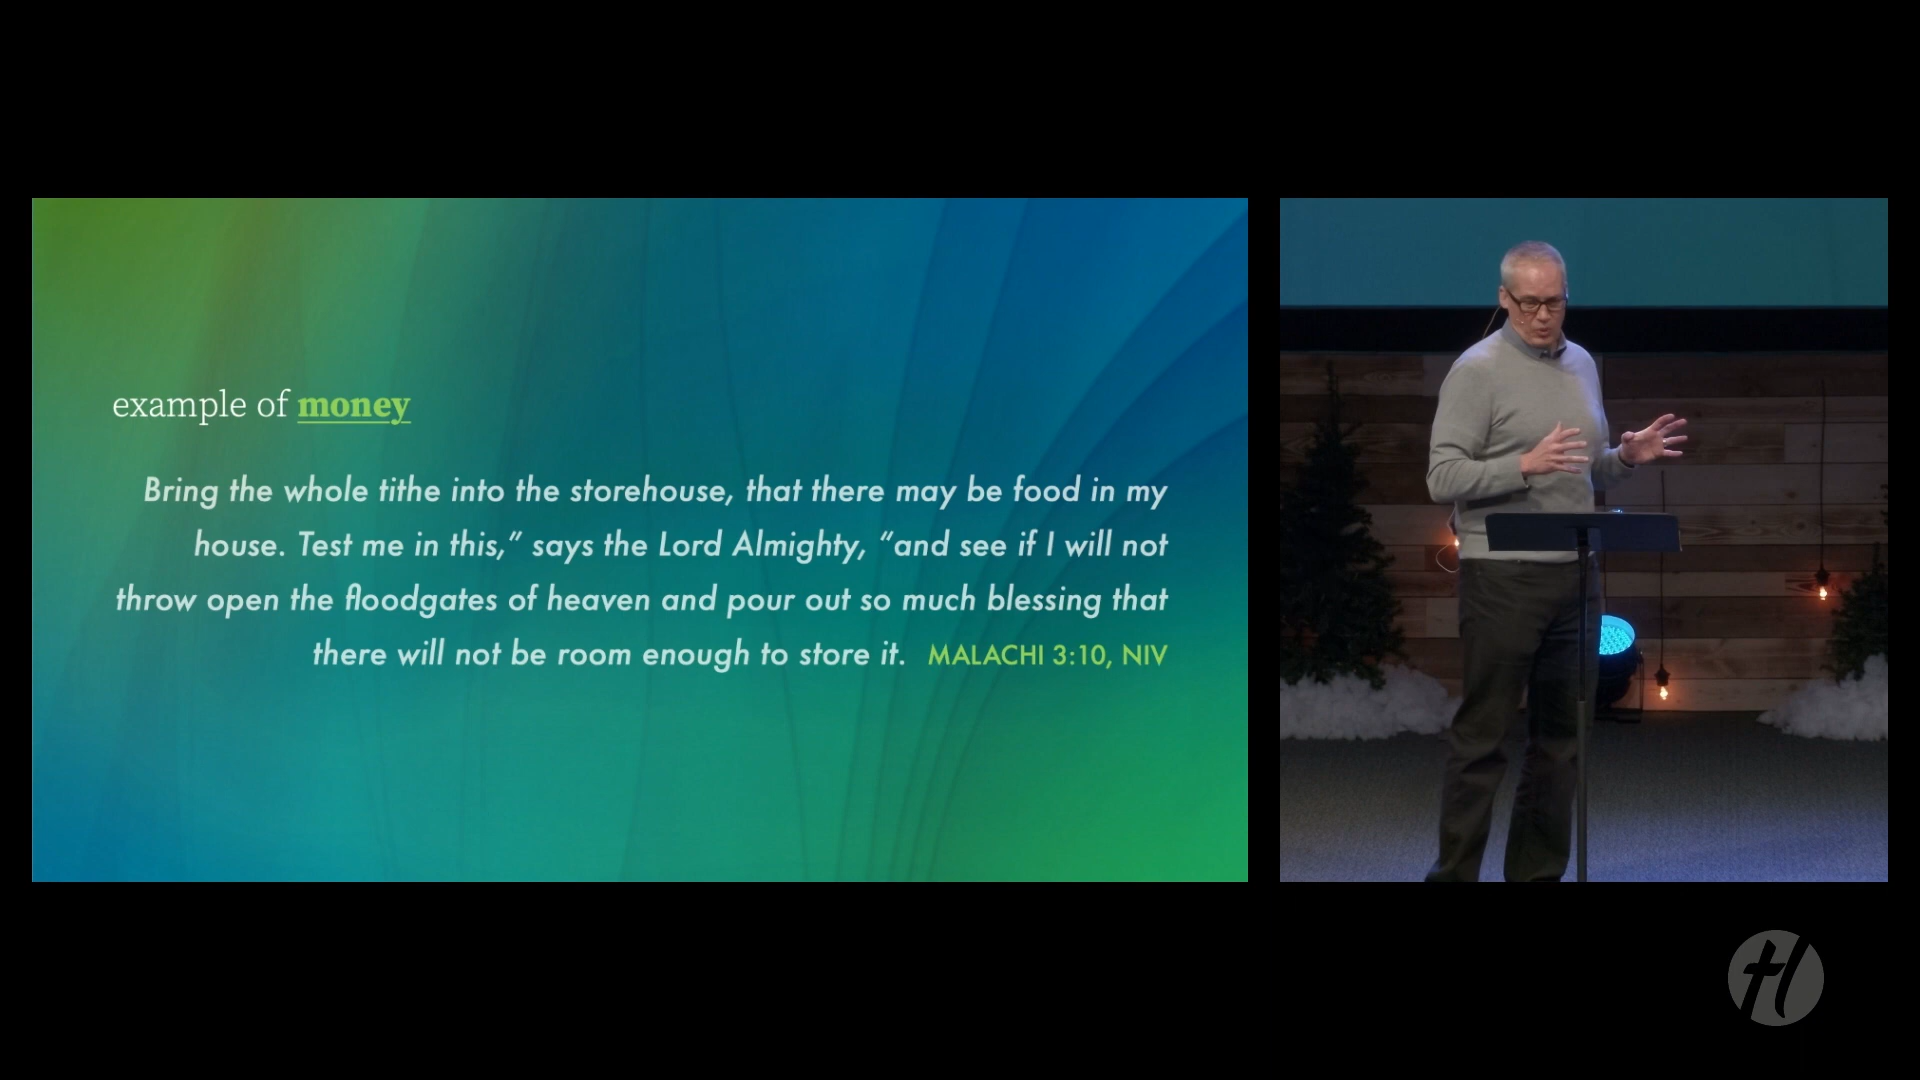 example of money
Bring the whole tithe into the storehouse, that there may be food in my
house. Test me in this,” says the Lord Almighty, “and see if I will not
throw open the floodgates of heaven and pour out so much blessing that
there will not be room enough to store it. MALACHI 3:10, NIV